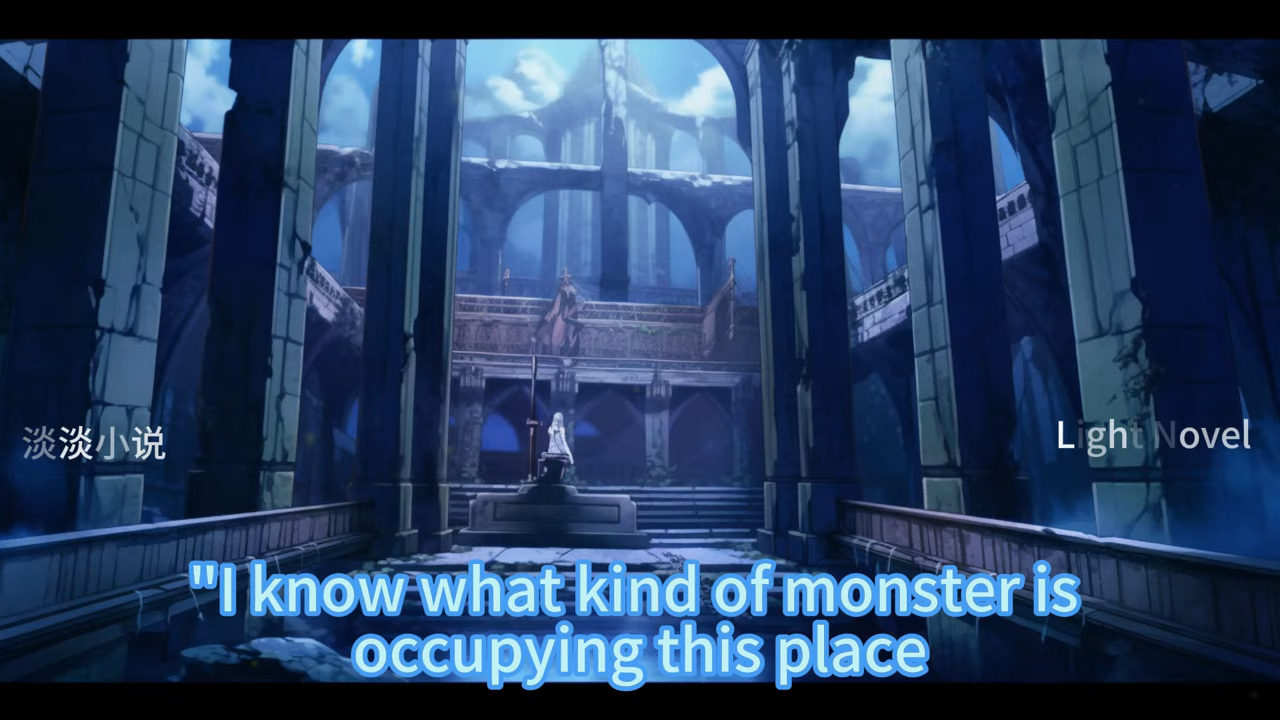 淡淡小说
Light Novel
"I know what kind of monster is
occupying this place